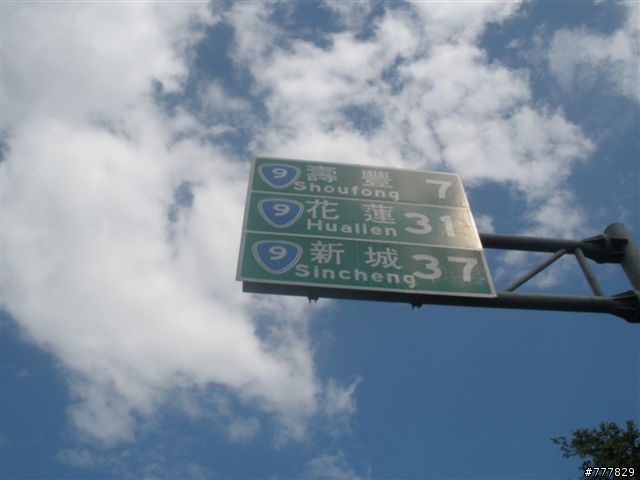 9 壽豐 7
Shoufong
9 花蓮 31
Hualien
9 新城 37
Sincheng
#777829